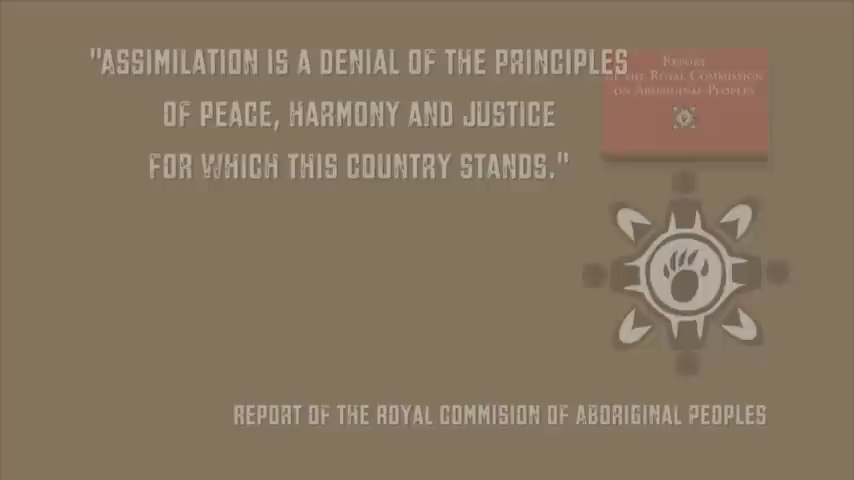 "ASSIMILATION IS A DENIAL OF THE PRINCIPLES
OF PEACE, HARMONY AND JUSTICE
FOR WHICH THIS COUNTRY STANDS."
REPORT
OF THE ROYAL COMMISSION
ON ABORIGINAL PEOPLES
REPORT OF THE ROYAL COMMISION OF ABORIGINAL PEOPLES